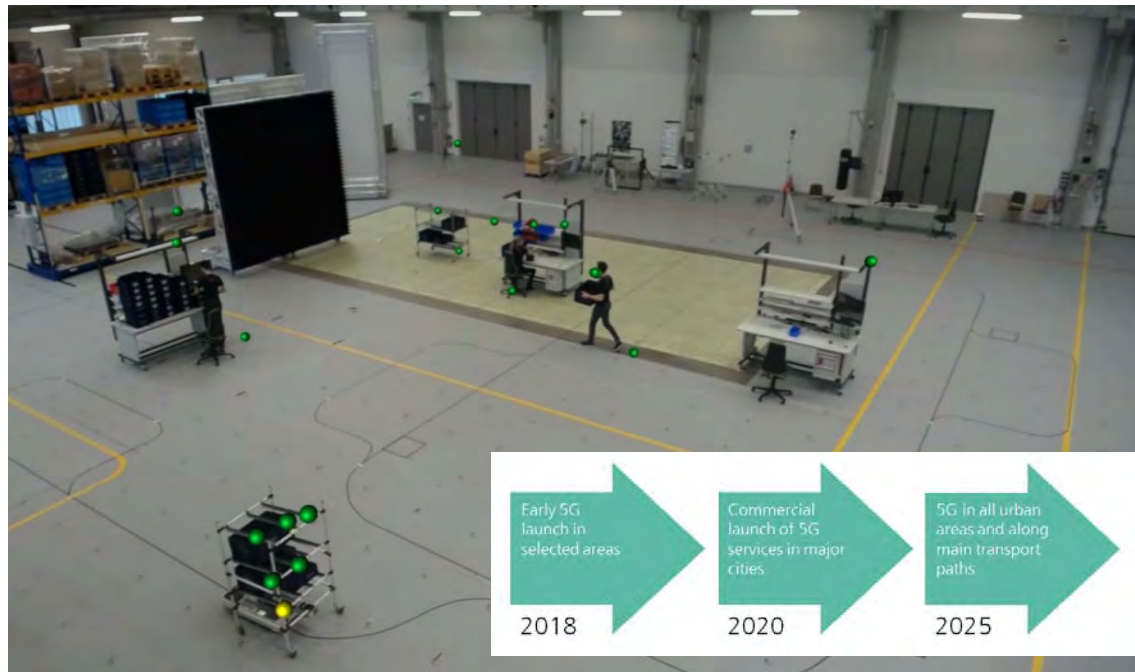 Early 5G
launch in
selected areas
2018
Commercial
launch of 5G
services in major
cities
2020
5G in all urban
areas and along
main transport
paths
2025